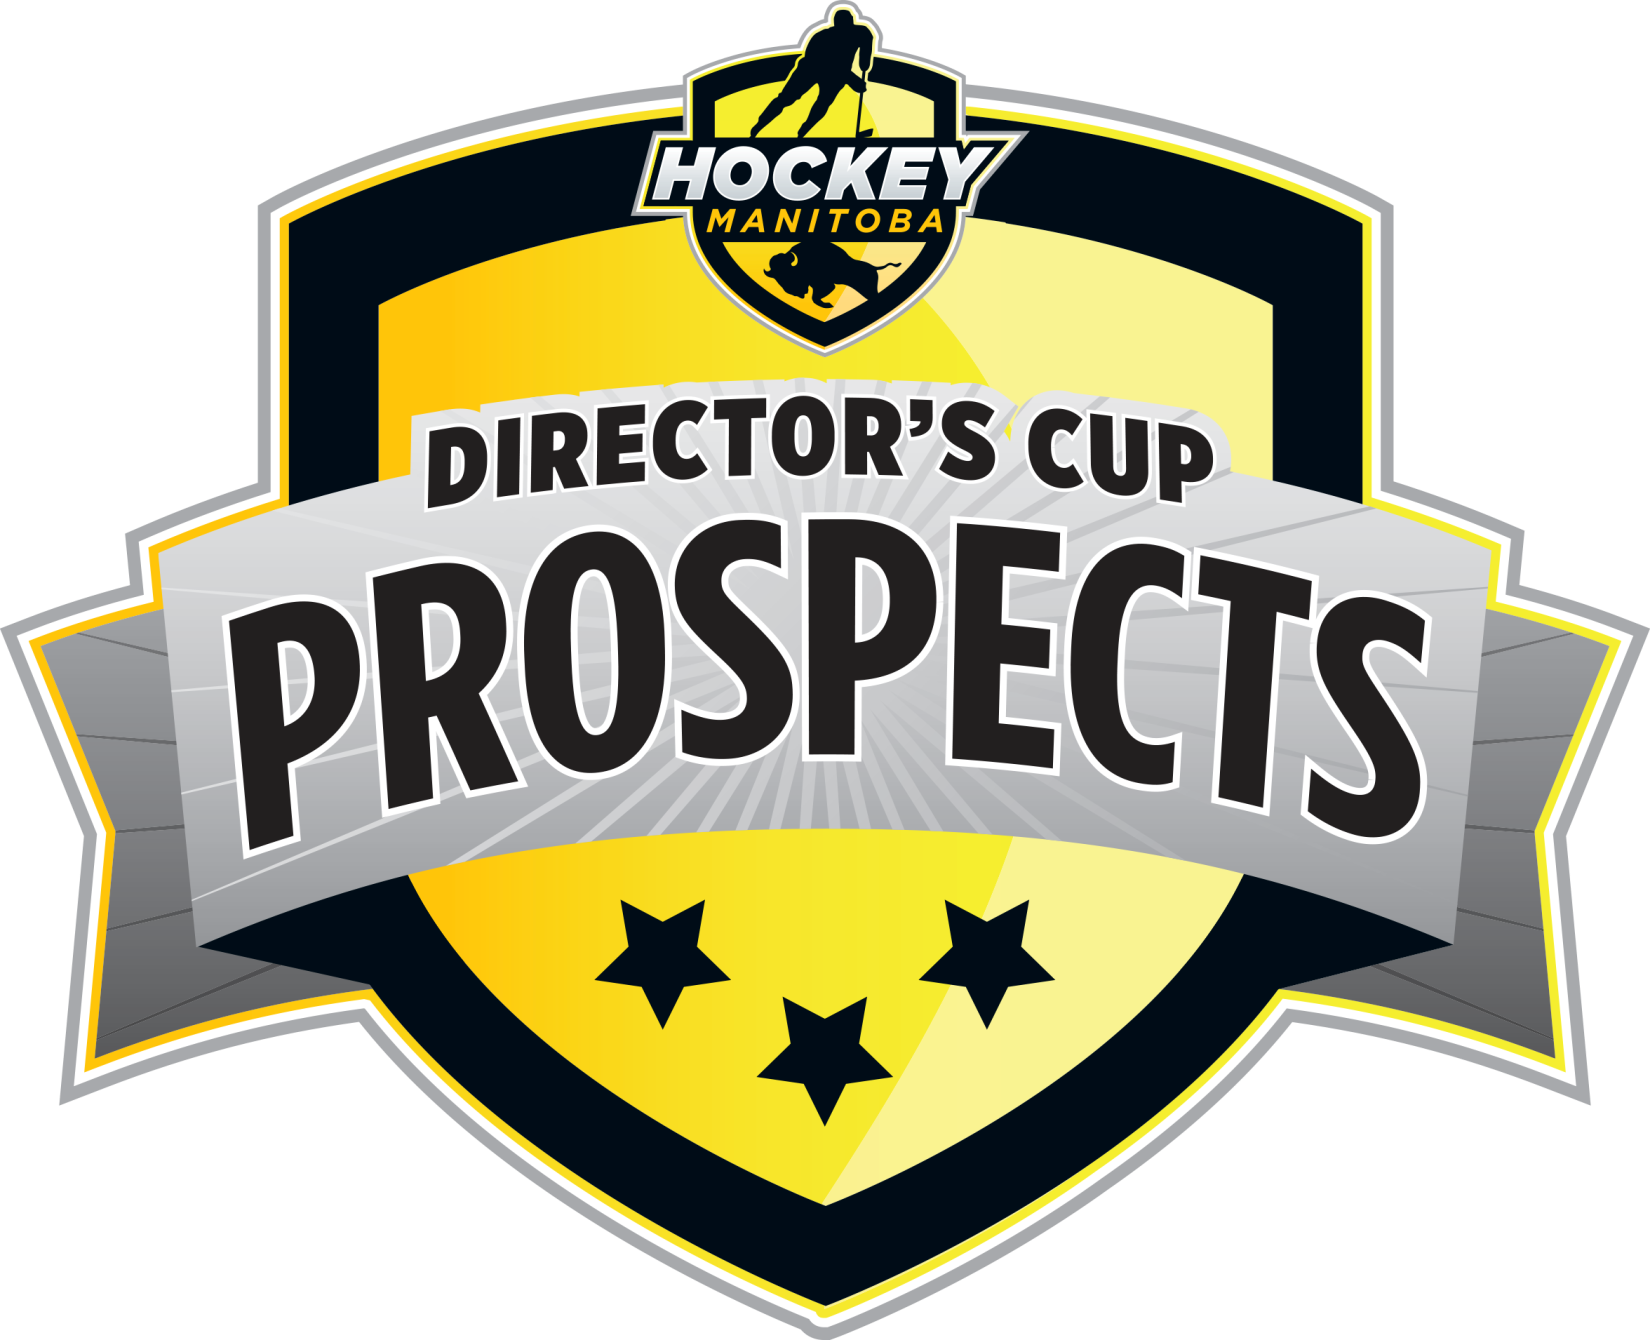 HOCKEY
MANITOBA
DIRECTOR’S CUP
PROSPECTS